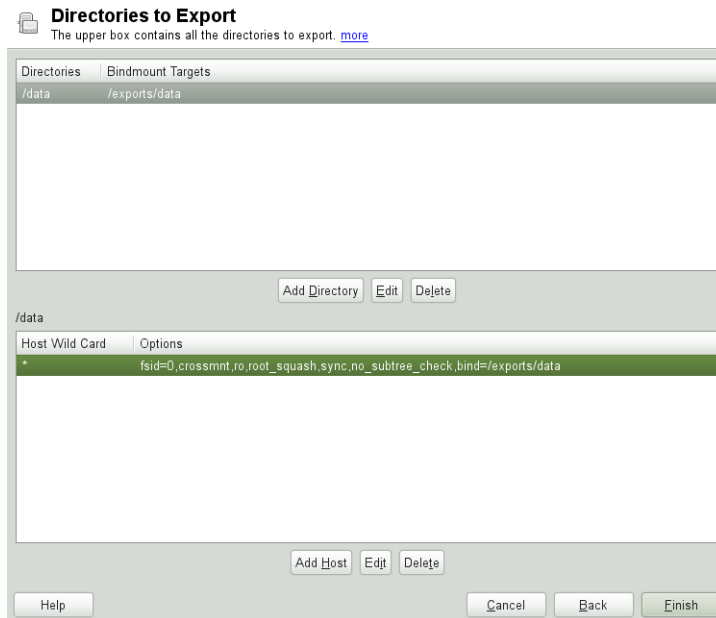 Directories to Export
The upper box contains all the directories to export. more
Directories Bindmount Targets
/data /exports/data
Add Directory Edit Delete
/data
Host Wild Card Options
* fsid=0,crossmnt,ro,root_squash,sync,no_subtree_check,bind=/exports/data
Add Host Edit Delete
Help Cancel Back Finish